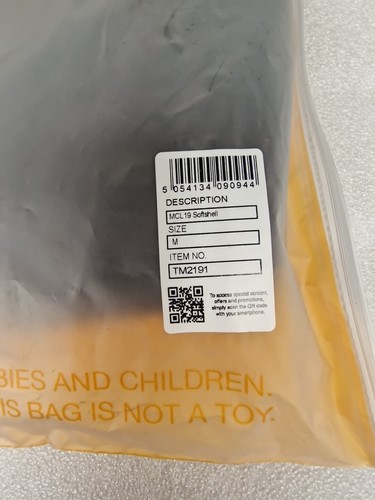 5 054134 090944
DESCRIPTION
MCL19 Softshell
SIZE
M
ITEM NO.
TM2191
To access special content,
offers and promotions,
simply scan the QR code
with your smartphone.
BIES AND CHILDREN.
IS BAG IS NOT A TOY.